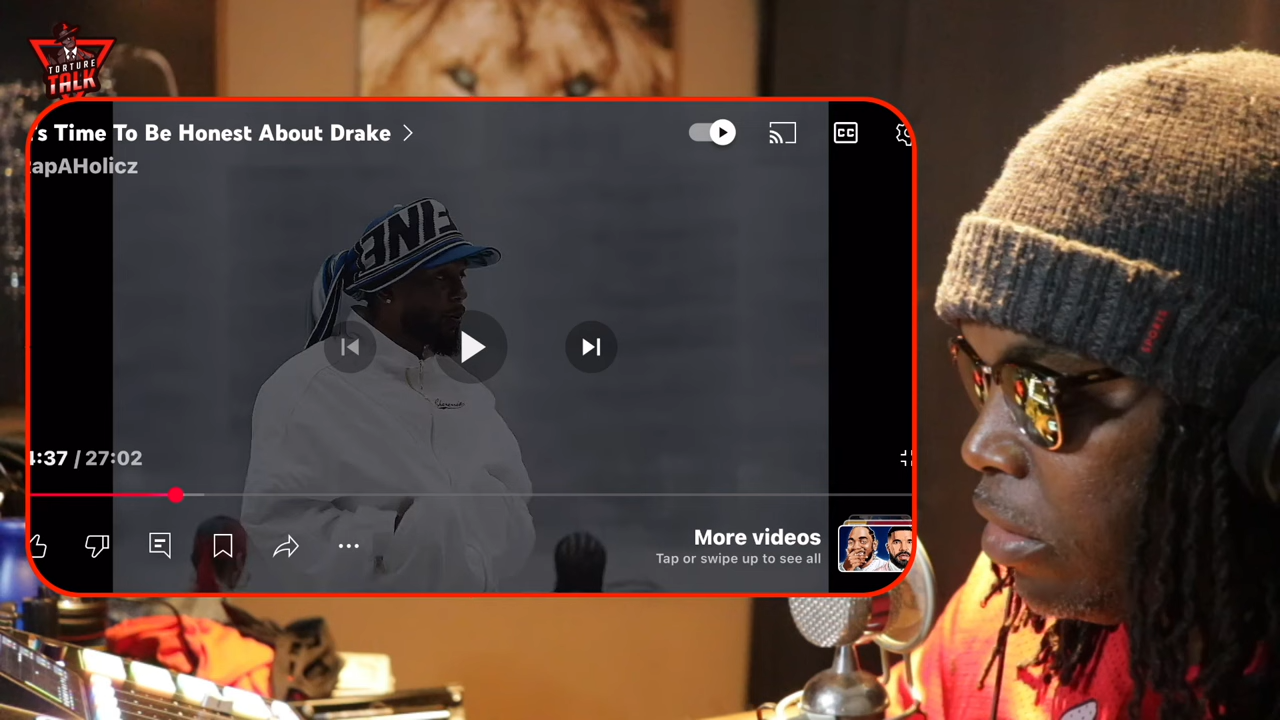 TORTURE
TALK
's Time To Be Honest About Drake
apAHolicz
CC
4:37 / 27:02
More videos
Tap or swipe up to see all
SPORTS